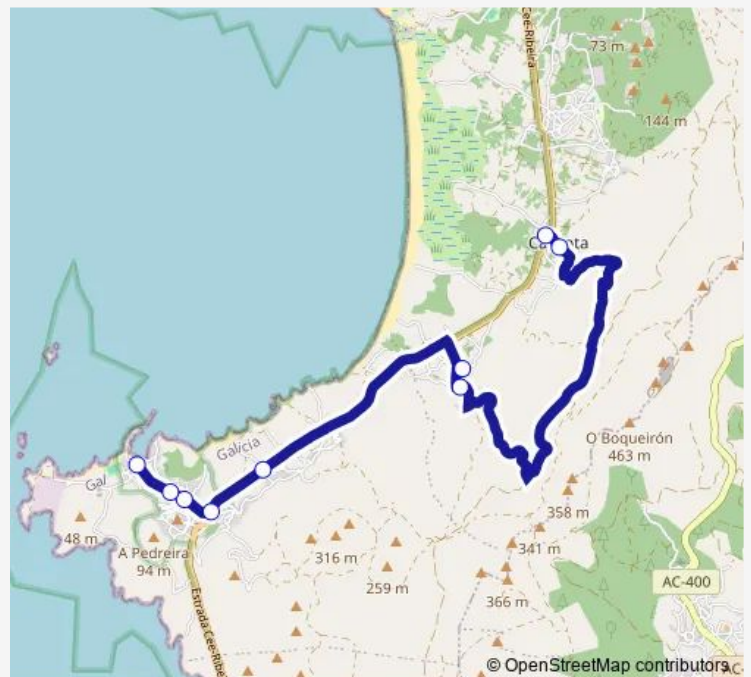 Cee-Ribeira
73 m
144 m
Galicia
Gal
O Boqueirón
463 m
358 m
48 m
A Pedreira
94 m
316 m
341 m
259 m
366 m
AC-400
Estrada Cee-Ribe
© OpenStreetMap contributors
AC-